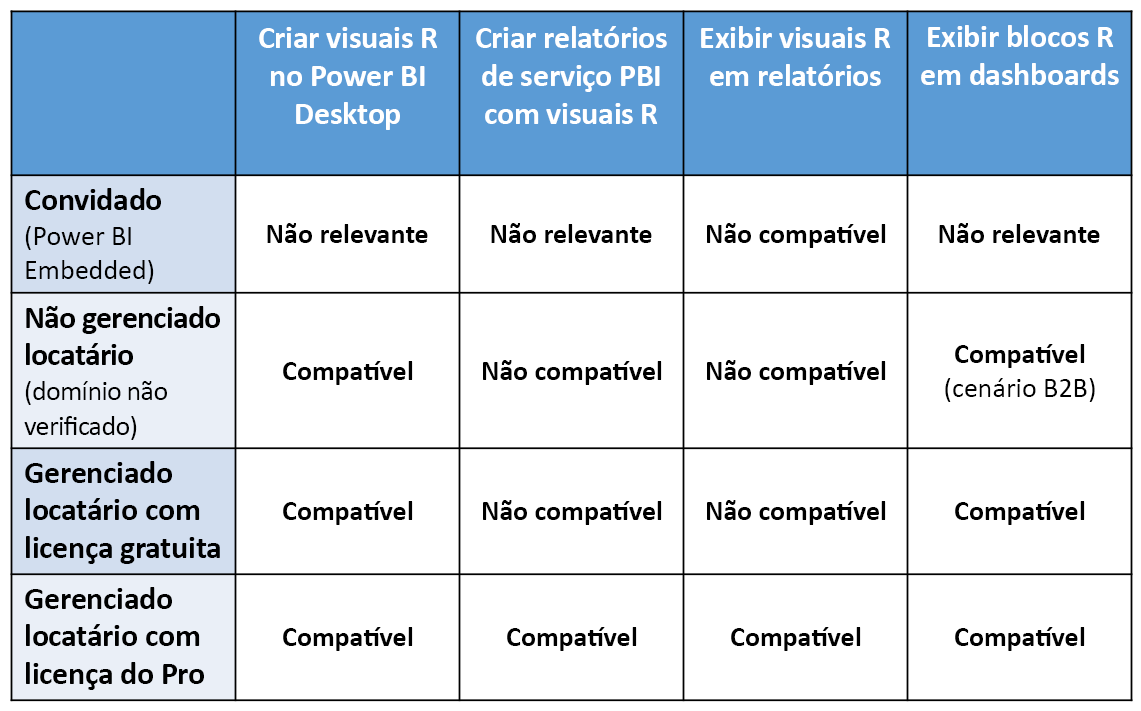 Criar visuais R
no Power BI
Desktop
Criar relatórios
de serviço PBI
com visuais R
Exibir visuais R
em relatórios
Exibir blocos R
em dashboards
Convidado
(Power BI
Embedded)
Não relevante
Não relevante
Não compatível
Não relevante
Não gerenciado
locatário
(domínio não
verificado)
Compatível
Não compatível
Não compatível
Compatível
(cenário B2B)
Gerenciado
locatário com
licença gratuita
Compatível
Não compatível
Não compatível
Compatível
Gerenciado
locatário com
licença do Pro
Compatível
Compatível
Compatível
Compatível